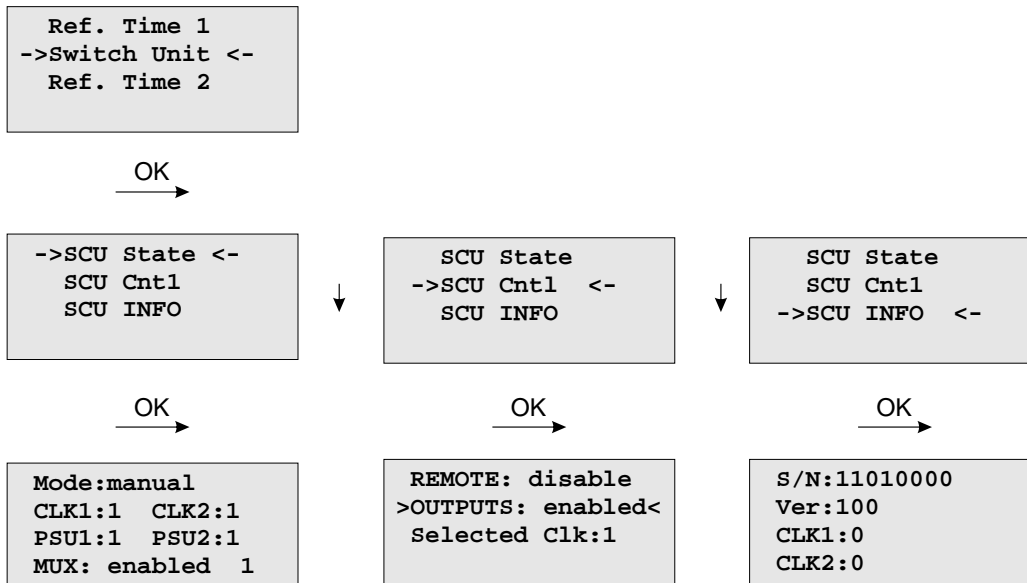 Ref. Time 1
->Switch Unit <-
Ref. Time 2
OK
->SCU State <-
SCU Cnt1
SCU INFO
SCU State
->SCU Cntl <-
SCU INFO
SCU State
SCU Cnt1
->SCU INFO <-
OK
OK
OK
Mode:manual
CLK1:1 CLK2:1
PSU1:1 PSU2:1
MUX: enabled 1
REMOTE: disable
>OUTPUTS: enabled<
Selected Clk:1
S/N:11010000
Ver:100
CLK1:0
CLK2:0